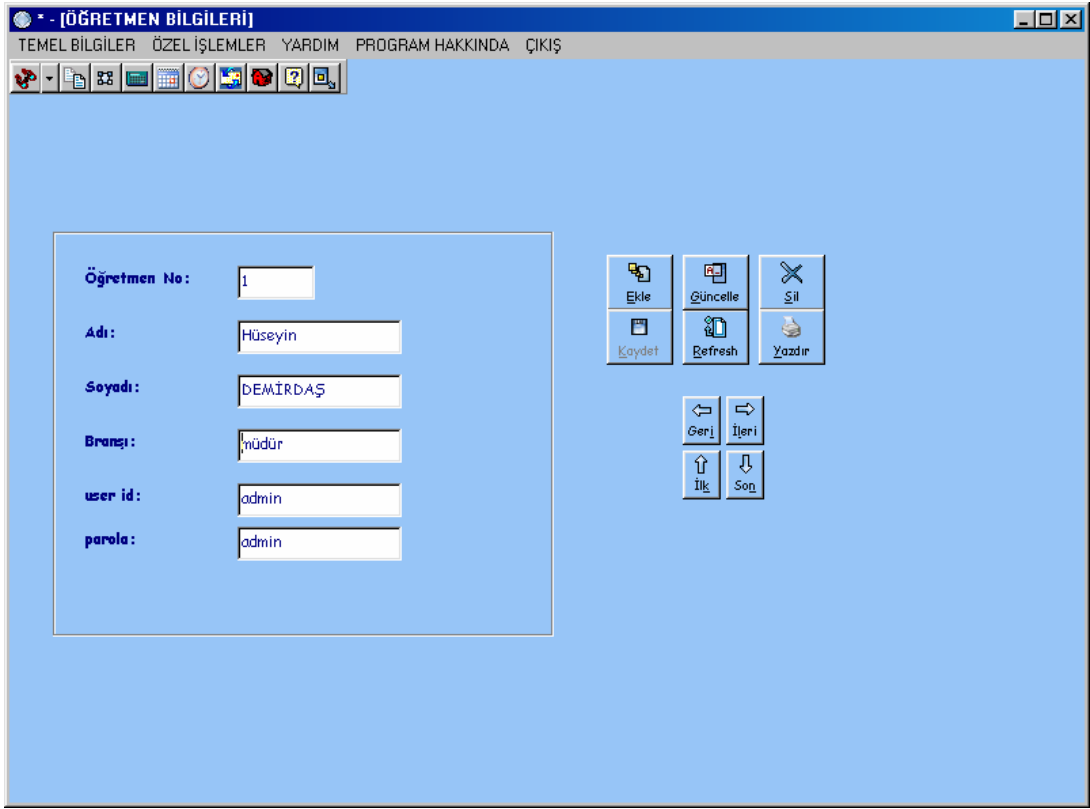 * - [ÖĞRETMEN BİLGİLERİ]
TEMEL BİLGİLER ÖZEL İŞLEMLER YARDIM PROGRAM HAKKINDA ÇIKIŞ
Öğretmen No: 1
Adı: Hüseyin
Soyadı: DEMİRDAŞ
Branşı: müdür
user id: admin
parola: admin
Ekle Güncelle Sil
Kaydet Refresh Yazdır
Geri İleri
İlk Son